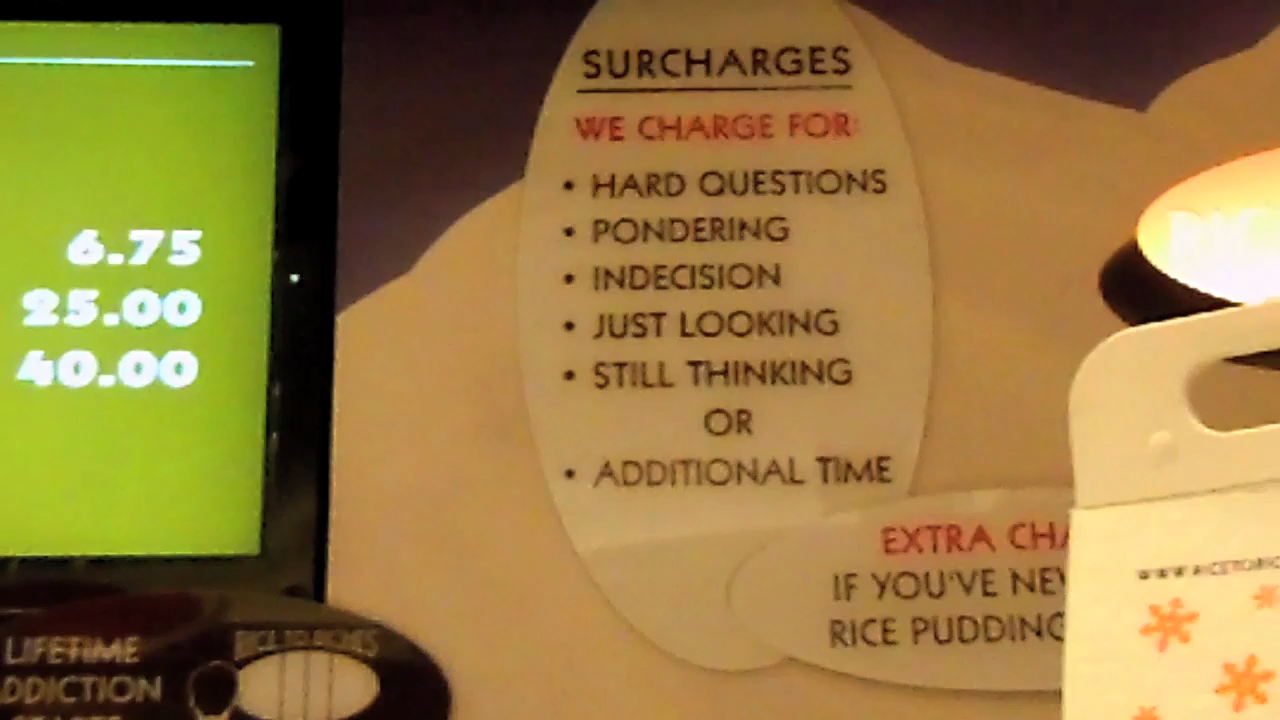 SURCHARGES
WE CHARGE FOR:
• HARD QUESTIONS
• PONDERING
• INDECISION
• JUST LOOKING
• STILL THINKING
OR
• ADDITIONAL TIME
EXTRA CHA
IF YOU'VE NEV
RICE PUDDING
6.75
25.00
40.00
LIFETIME
DDICTION